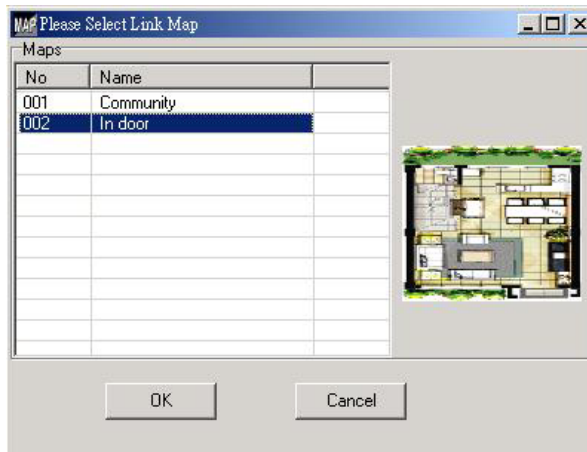 MAP Please Select Link Map
Maps
No Name
001 Community
002 In door
OK Cancel